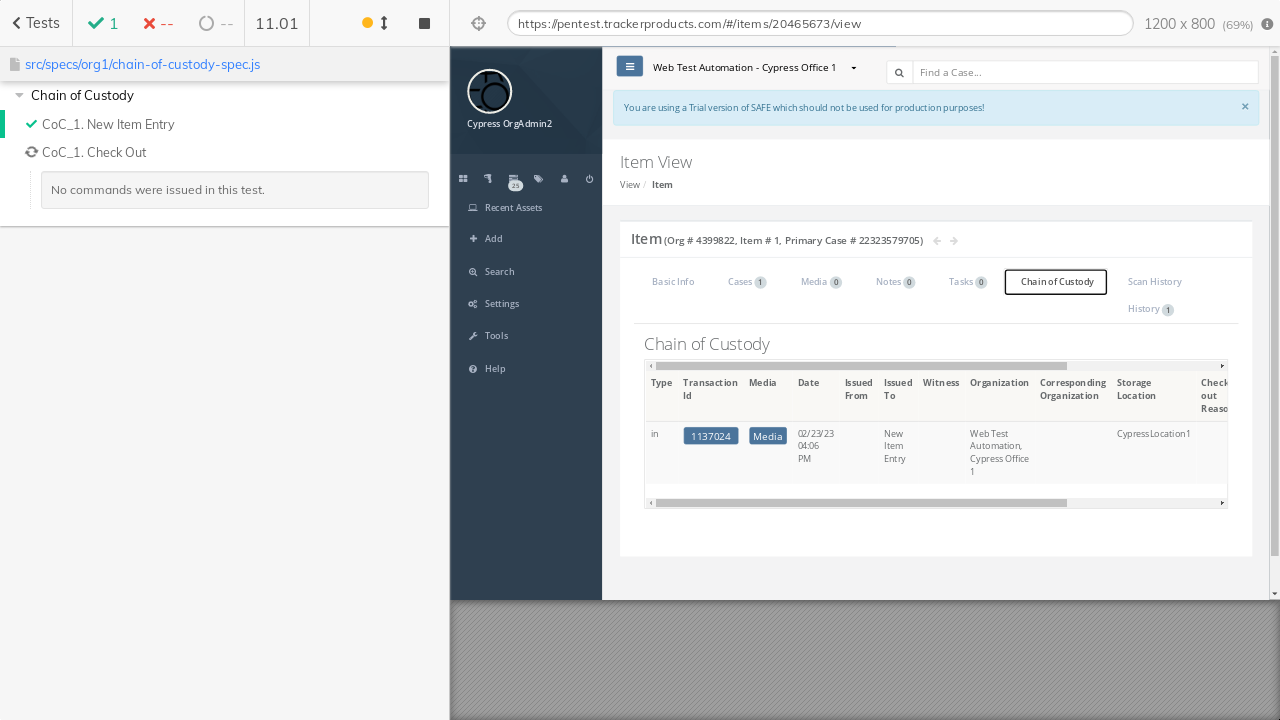 Tests
1
--
--
11.01
https://pentest.trackerproducts.com/#/items/20465673/view
1200 x 800 (69%)
src/specs/org1/chain-of-custody-spec.js
Chain of Custody
CoC_1. New Item Entry
CoC_1. Check Out
No commands were issued in this test.
Cypress OrgAdmin2
25
Recent Assets
Add
Search
Settings
Tools
Help
Web Test Automation - Cypress Office 1
Find a Case...
You are using a Trial version of SAFE which should not be used for production purposes!
×
Item View
View / Item
Item (Org # 4399822, Item # 1, Primary Case # 22323579705)
Basic Info
Cases 1
Media 0
Notes 0
Tasks 0
Chain of Custody
Scan History
History 1
Chain of Custody
Type
Transaction
Id
Media
Date
Issued
From
Issued
To
Witness
Organization
Corresponding
Organization
Storage
Location
Check
out
Reaso
in
1137024
Media
02/23/23
04:06
PM
New
Item
Entry
Web Test
Automation,
Cypress Office
1
CypressLocation1